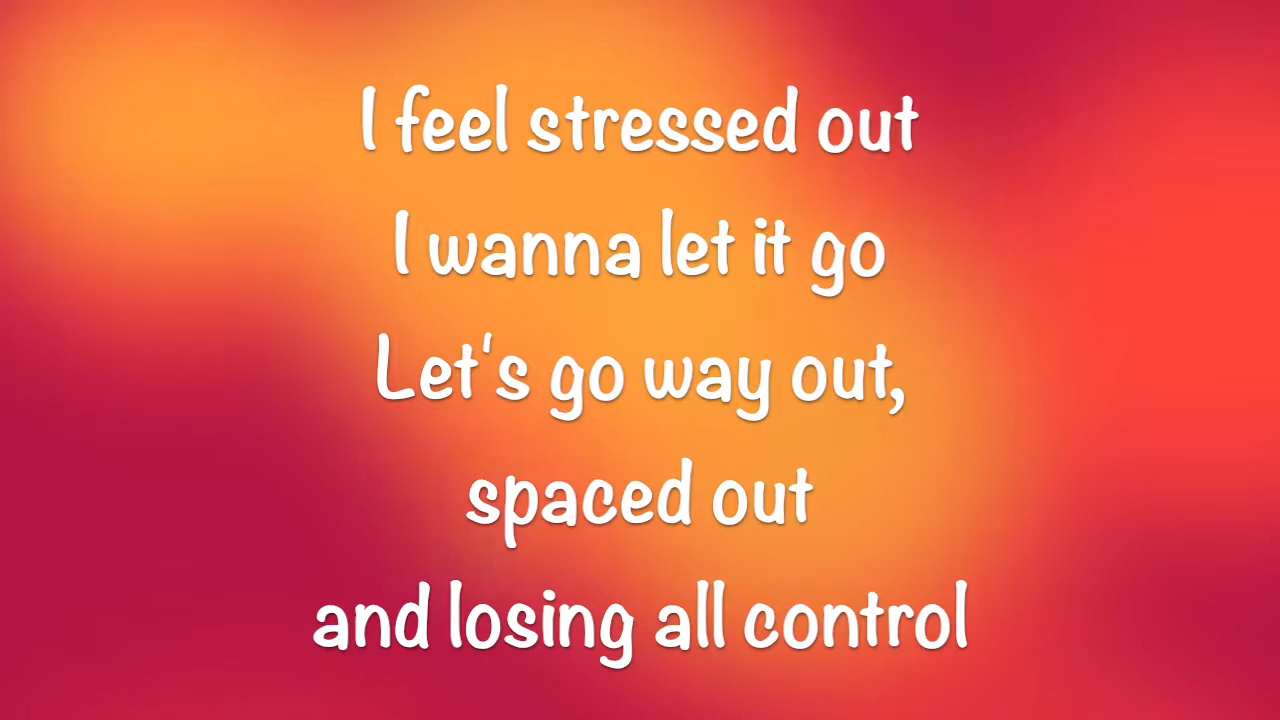 I feel stressed out
I wanna let it go
Let's go way out,
spaced out
and losing all control